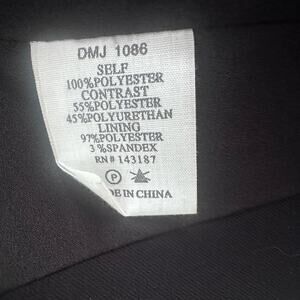 DMJ 1086
SELF
100%POLYESTER
CONTRAST
55%POLYESTER
45%POLYURETHAN
LINING
97%POLYESTER
3%SPANDEX
RN# 143187
P
DE IN CHINA